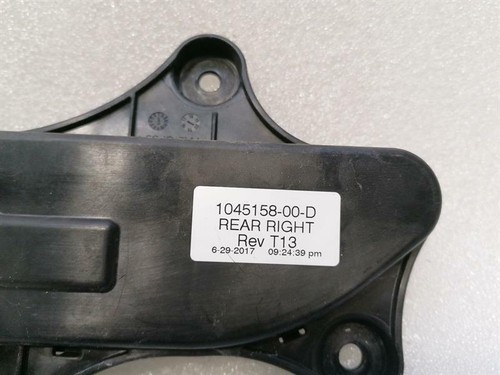 1045158-00-D
REAR RIGHT
Rev T13
6-29-2017 09:24:39 pm